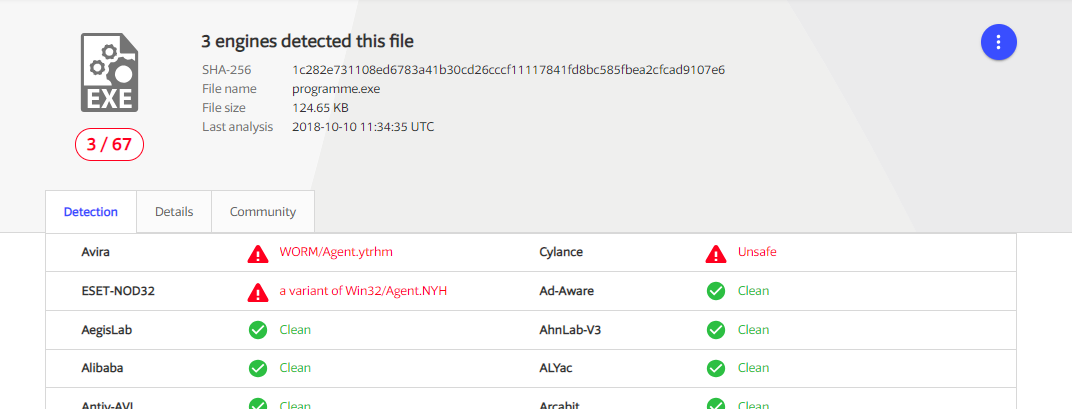 3 engines detected this file
SHA-256 1c282e731108ed6783a41b30cd26cccf11117841fd8bc585fbea2cfcad9107e6
File name programme.exe
File size 124.65 KB
Last analysis 2018-10-10 11:34:35 UTC
EXE
3 / 67
Detection Details Community
Avira WORM/Agent.ytrhm Cylance Unsafe
ESET-NOD32 a variant of Win32/Agent.NYH Ad-Aware Clean
AegisLab Clean AhnLab-V3 Clean
Alibaba Clean ALYac Clean
Antiy-AVL Clean Arcabit Clean